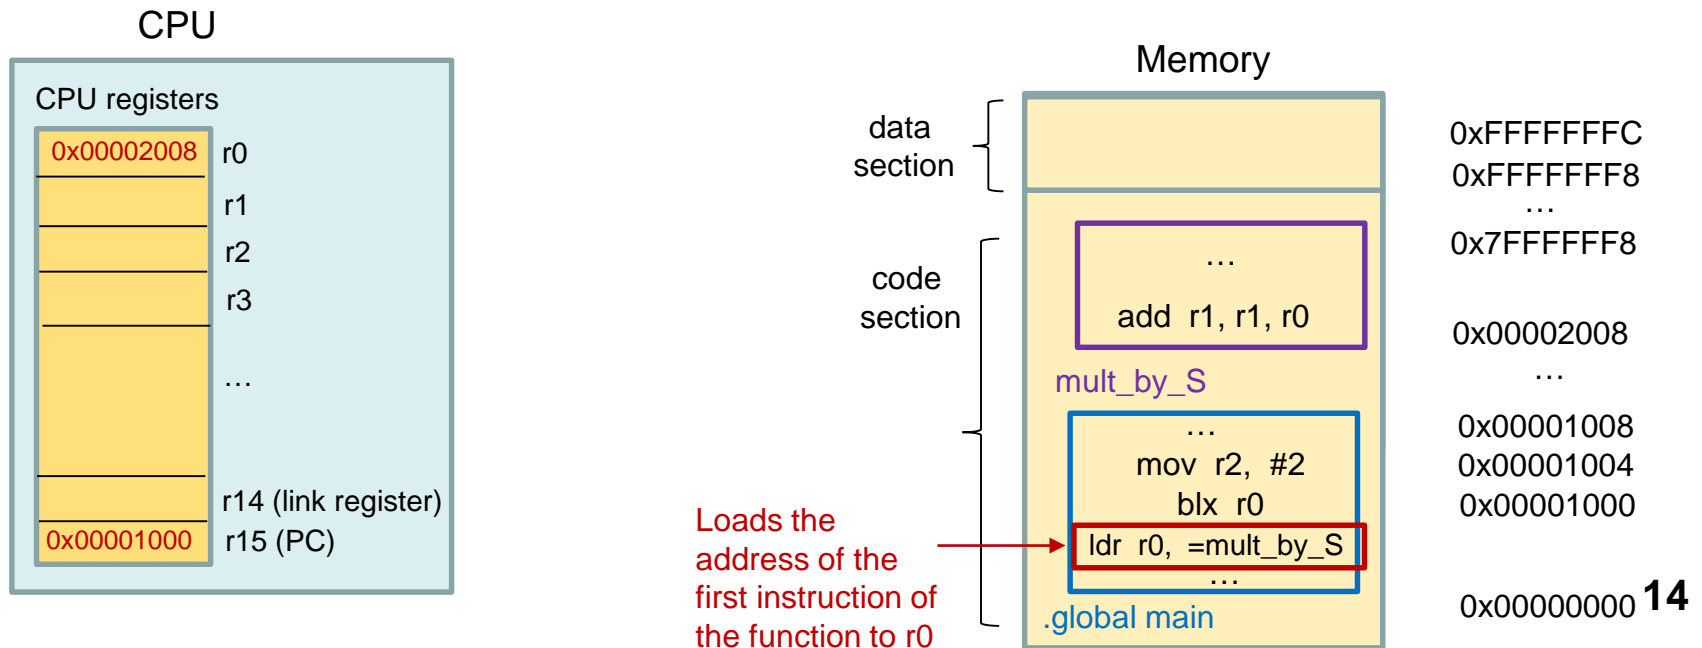 CPU
CPU registers
0x00002008 r0
r1
r2
r3
...
r14 (link register)
0x00001000 r15 (PC)
Memory
data
section
code
section
...
add r1, r1, r0
mult_by_S
...
mov r2, #2
blx r0
ldr r0, =mult_by_S
...
.global main
Loads the
address of the
first instruction of
the function to r0
0xFFFFFFFC
0xFFFFFFF8
...
0x7FFFFFF8
0x00002008
...
0x00001008
0x00001004
0x00001000
0x00000000 14